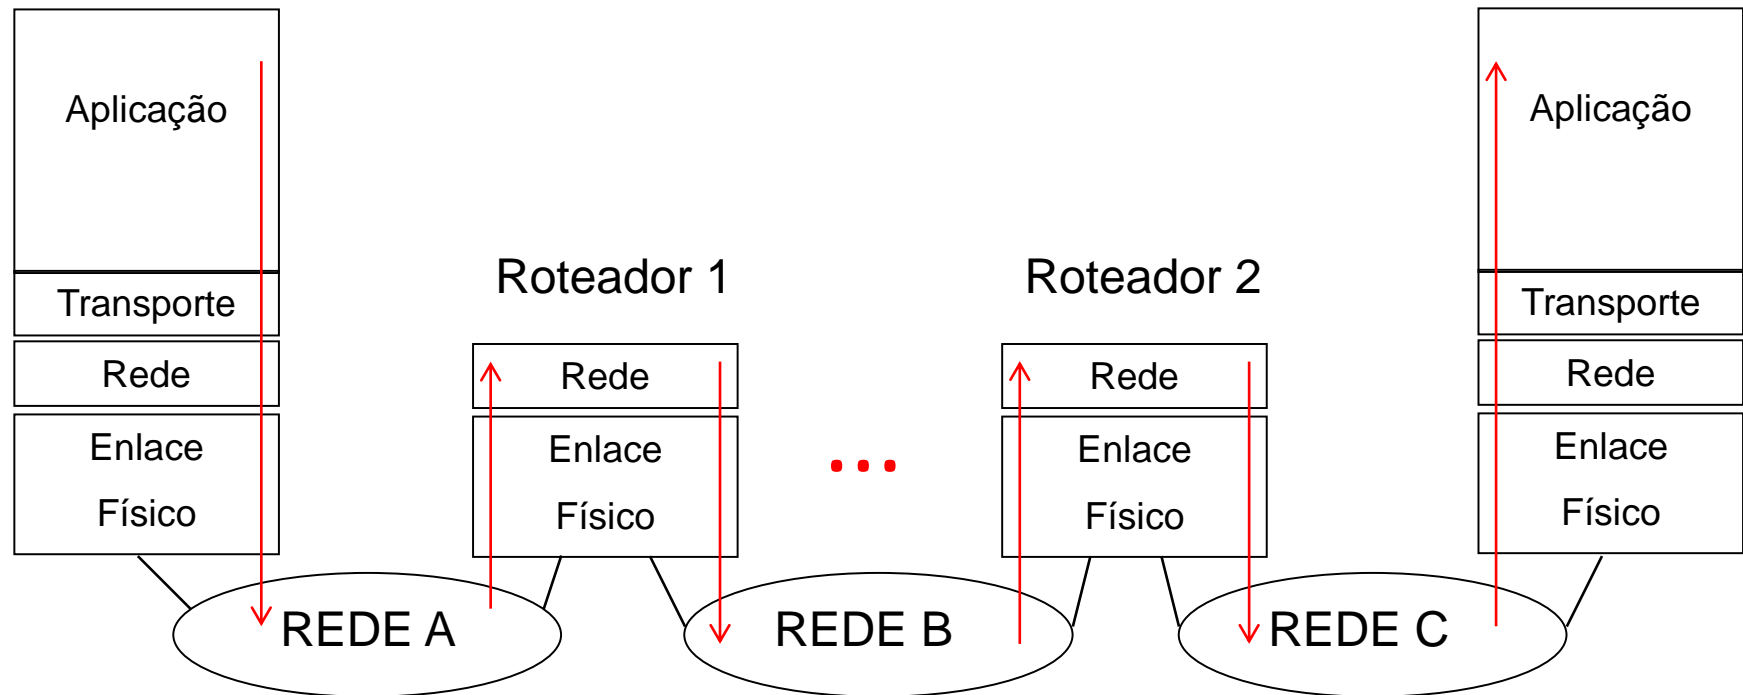 Aplicação
Transporte
Rede
Enlace
Físico
Roteador 1
Rede
Enlace
Físico
...
Roteador 2
Rede
Enlace
Físico
Aplicação
Transporte
Rede
Enlace
Físico
REDE A
REDE B
REDE C